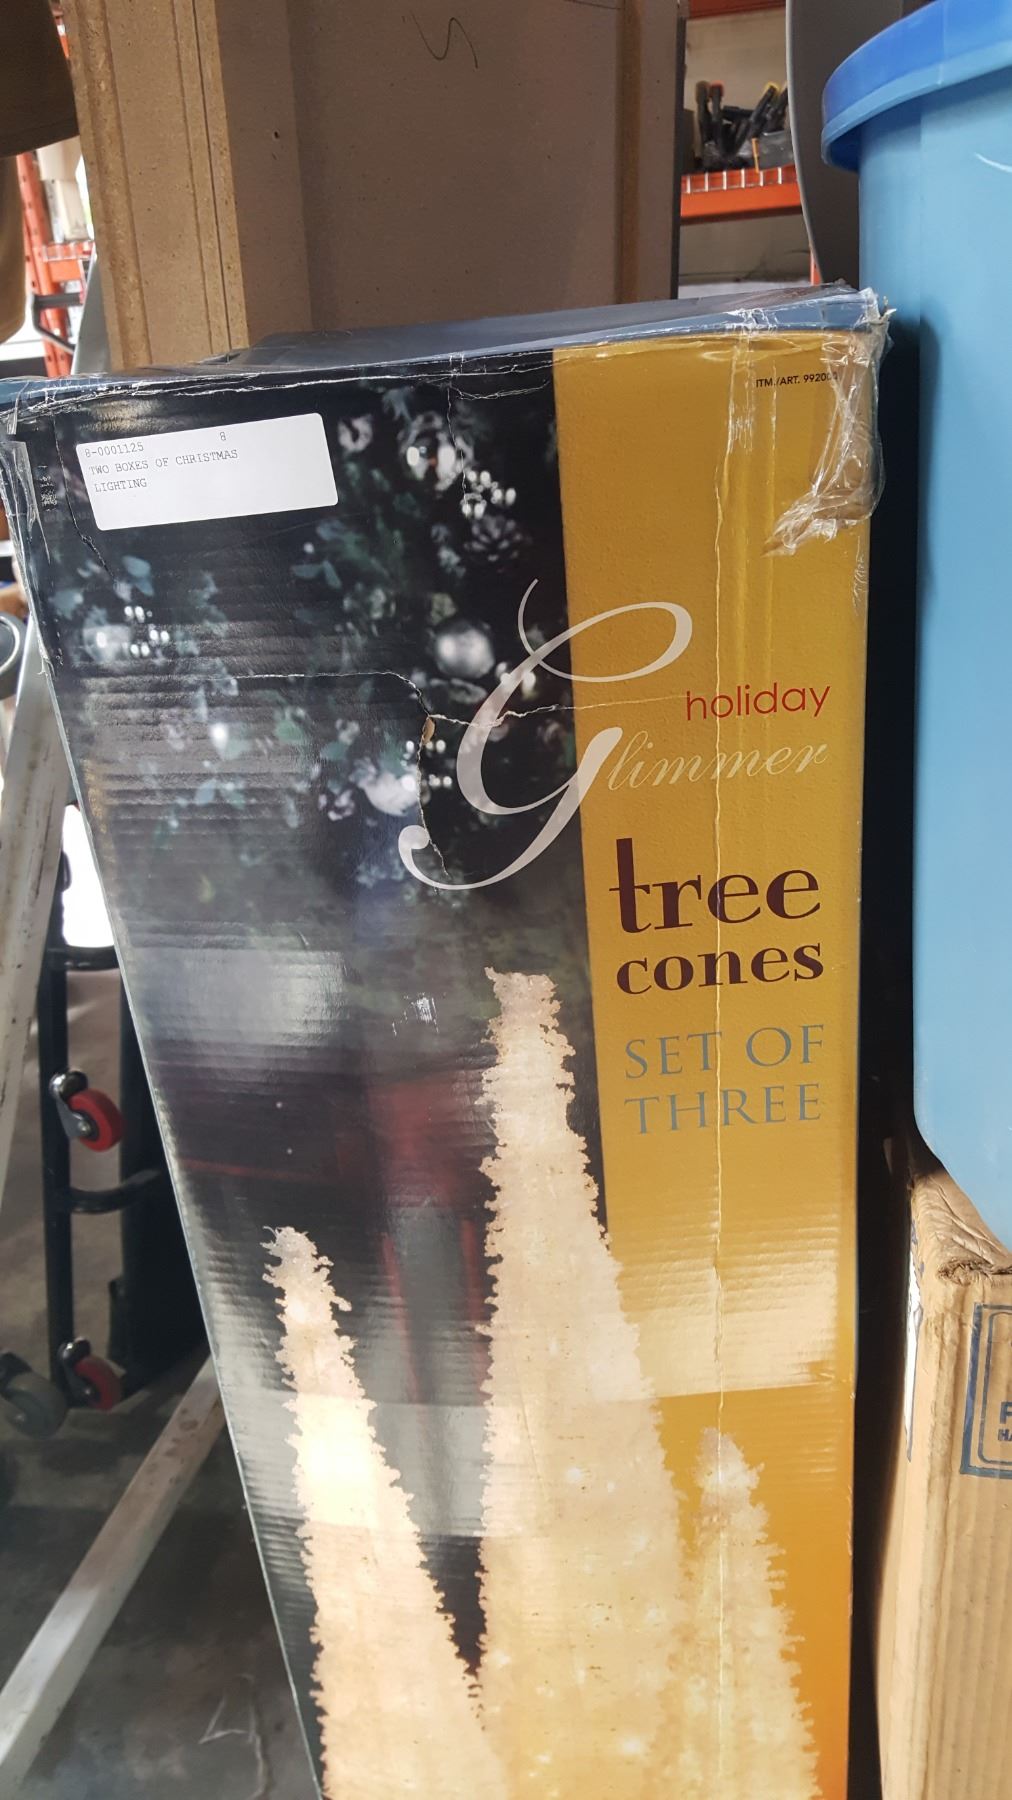 ITM./ART. 992000
8-0001125 8
TWO BOXES OF CHRISTMAS
LIGHTING
holiday
Glimmer
tree
cones
SET OF
THREE